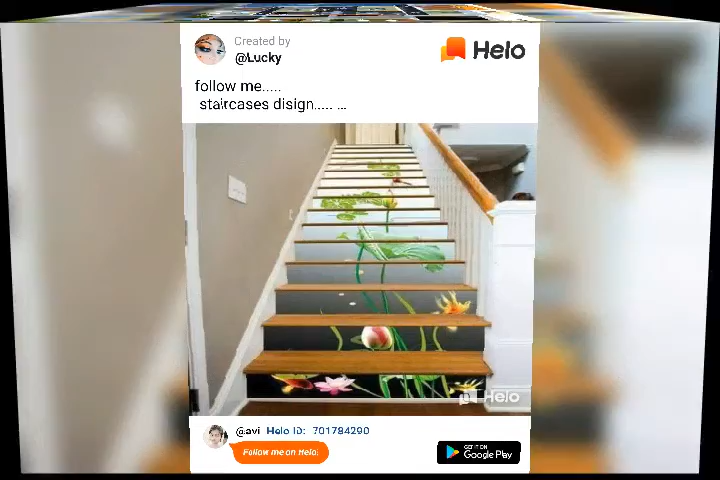 Created by
@Lucky
Helo
follow me.....
staircases disign..... ...
Helo
@avi Helo ID: 701784290
Follow me on Helo!
GET IT ON
Google Play